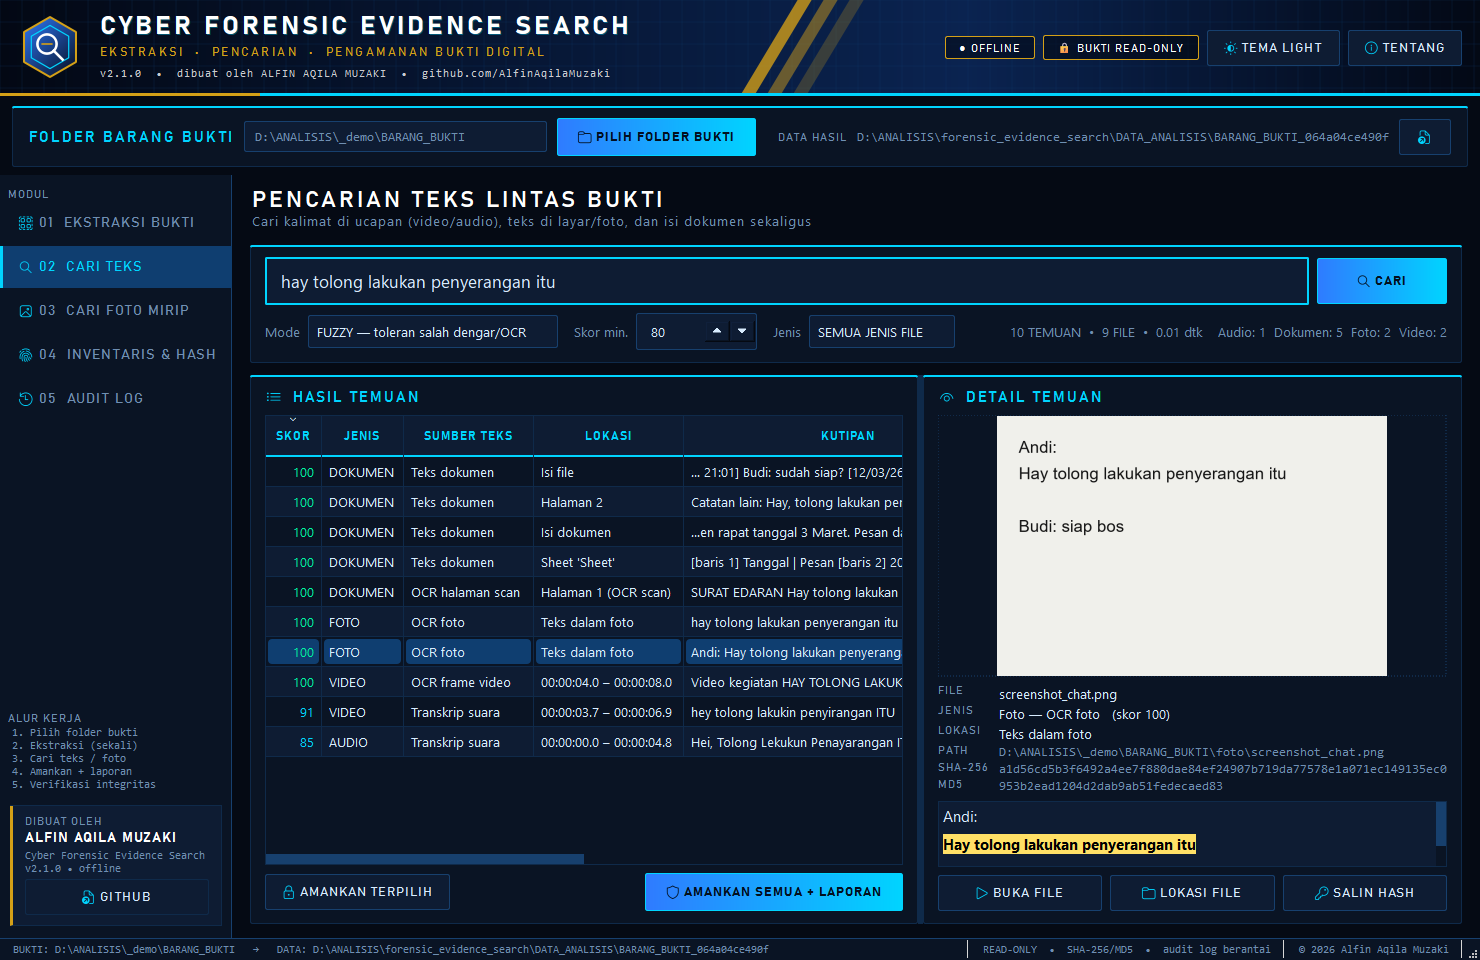 CYBER FORENSIC EVIDENCE SEARCH
EKSTRAKSI · PENCARIAN · PENGAMANAN BUKTI DIGITAL
v2.1.0 • dibuat oleh ALFIN AQILA MUZAKI • github.com/AlfinAqilaMuzaki
● OFFLINE
BUKTI READ-ONLY
TEMA LIGHT
TENTANG
FOLDER BARANG BUKTI
D:\ANALISIS\_demo\BARANG_BUKTI
PILIH FOLDER BUKTI
DATA HASIL D:\ANALISIS\forensic_evidence_search\DATA_ANALISIS\BARANG_BUKTI_064a04ce490f
MODUL
01 EKSTRAKSI BUKTI
02 CARI TEKS
03 CARI FOTO MIRIP
04 INVENTARIS & HASH
05 AUDIT LOG
ALUR KERJA
1. Pilih folder bukti
2. Ekstraksi (sekali)
3. Cari teks / foto
4. Amankan + laporan
5. Verifikasi integritas
DIBUAT OLEH
ALFIN AQILA MUZAKI
Cyber Forensic Evidence Search
v2.1.0 • offline
GITHUB
PENCARIAN TEKS LINTAS BUKTI
Cari kalimat di ucapan (video/audio), teks di layar/foto, dan isi dokumen sekaligus
hay tolong lakukan penyerangan itu
CARI
Mode FUZZY — toleran salah dengar/OCR Skor min. 80 Jenis SEMUA JENIS FILE
10 TEMUAN • 9 FILE • 0.01 dtk Audio: 1 Dokumen: 5 Foto: 2 Video: 2
HASIL TEMUAN
SKOR JENIS SUMBER TEKS LOKASI KUTIPAN
100 DOKUMEN Teks dokumen Isi file ... 21:01] Budi: sudah siap? [12/03/26
100 DOKUMEN Teks dokumen Halaman 2 Catatan lain: Hay, tolong lakukan per
100 DOKUMEN Teks dokumen Isi dokumen ...en rapat tanggal 3 Maret. Pesan da
100 DOKUMEN Teks dokumen Sheet 'Sheet' [baris 1] Tanggal | Pesan [baris 2] 20
100 DOKUMEN OCR halaman scan Halaman 1 (OCR scan) SURAT EDARAN Hay tolong lakukan
100 FOTO OCR foto Teks dalam foto hay tolong lakukan penyerangan itu
100 FOTO OCR foto Teks dalam foto Andi: Hay tolong lakukan penyerang
100 VIDEO OCR frame video 00:00:04.0 – 00:00:08.0 Video kegiatan HAY TOLONG LAKUK
91 VIDEO Transkrip suara 00:00:03.7 – 00:00:06.9 hey tolong lakukin penyirangan ITU
85 AUDIO Transkrip suara 00:00:00.0 – 00:00:04.8 Hei, Tolong Lekukun Penayarangan I
AMANKAN TERPILIH
AMANKAN SEMUA + LAPORAN
DETAIL TEMUAN
Andi:
Hay tolong lakukan penyerangan itu
Budi: siap bos
FILE screenshot_chat.png
JENIS Foto — OCR foto (skor 100)
LOKASI Teks dalam foto
PATH D:\ANALISIS\_demo\BARANG_BUKTI\foto\screenshot_chat.png
SHA-256 a1d56cd5b3f6492a4ee7f880dae84ef24907b719da77578e1a071ec149135ec0
MD5 953b2ead1204d2dab9ab51fedecaed83
Andi:
Hay tolong lakukan penyerangan itu
BUKA FILE
LOKASI FILE
SALIN HASH
BUKTI: D:\ANALISIS\_demo\BARANG_BUKTI → DATA: D:\ANALISIS\forensic_evidence_search\DATA_ANALISIS\BARANG_BUKTI_064a04ce490f
READ-ONLY • SHA-256/MD5 • audit log berantai
© 2026 Alfin Aqila Muzaki